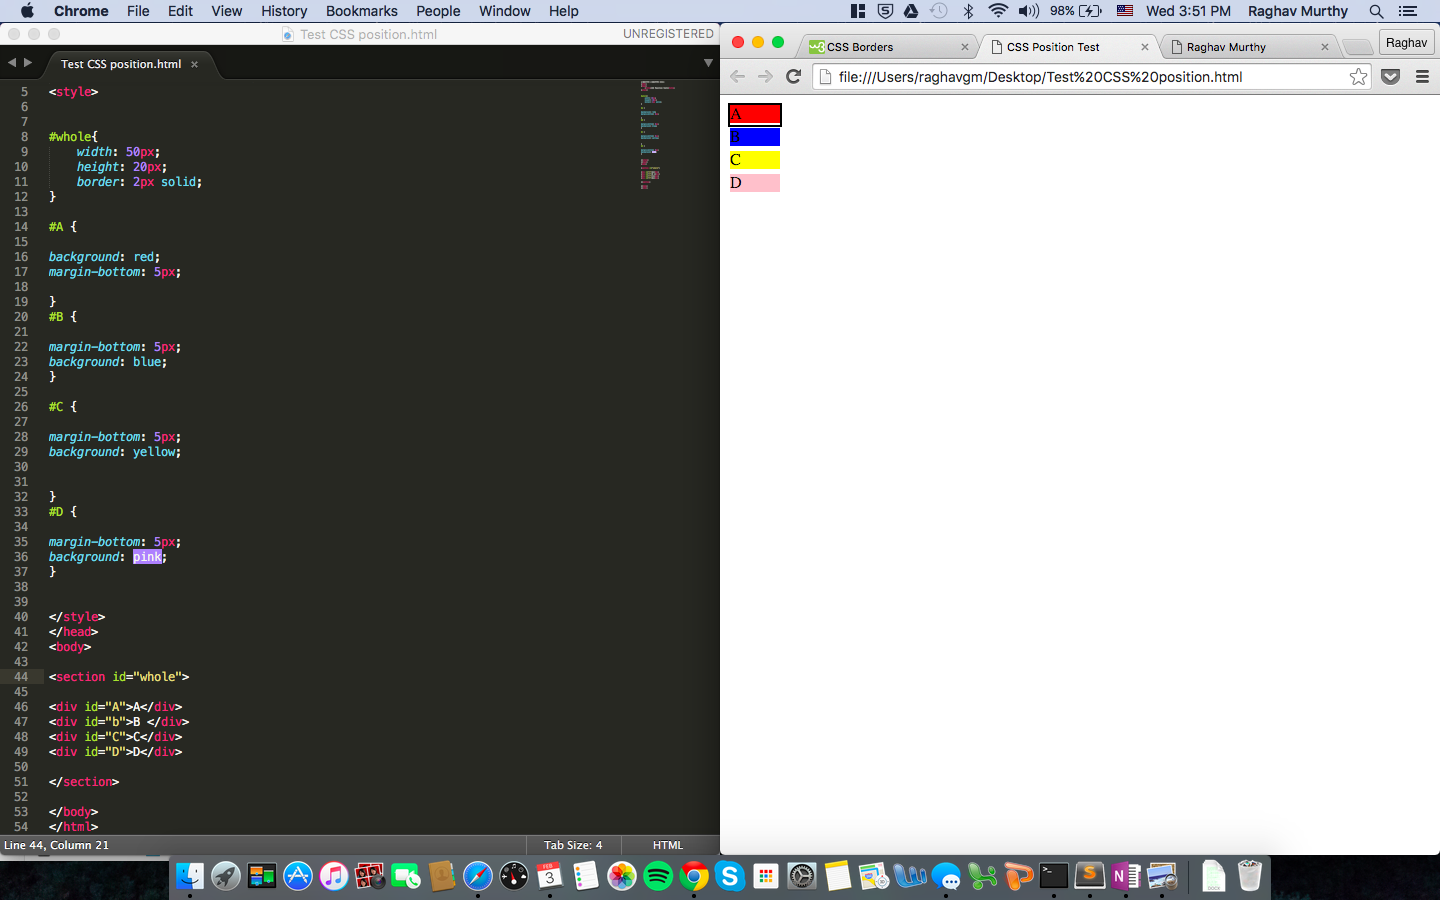 Chrome File Edit View History Bookmarks People Window Help 98% Wed 3:51 PM Raghav Murthy
Test CSS position.html UNREGISTERED
Test CSS position.html ×
5 <style>
6
7
8 #whole{
9 width: 50px;
10 height: 20px;
11 border: 2px solid;
12 }
13
14 #A {
15
16 background: red;
17 margin-bottom: 5px;
18
19 }
20 #B {
21
22 margin-bottom: 5px;
23 background: blue;
24 }
25
26 #C {
27
28 margin-bottom: 5px;
29 background: yellow;
30
31
32 }
33 #D {
34
35 margin-bottom: 5px;
36 background: pink;
37 }
38
39
40 </style>
41 </head>
42 <body>
43
44 <section id="whole">
45
46 <div id="A">A</div>
47 <div id="b">B </div>
48 <div id="C">C</div>
49 <div id="D">D</div>
50
51 </section>
52
53 </body>
54 </html>
Line 44, Column 21 Tab Size: 4 HTML
CSS Borders × CSS Position Test × Raghav Murthy × Raghav
file:///Users/raghavgm/Desktop/Test%20CSS%20position.html
A
B
C
D
FEB
3